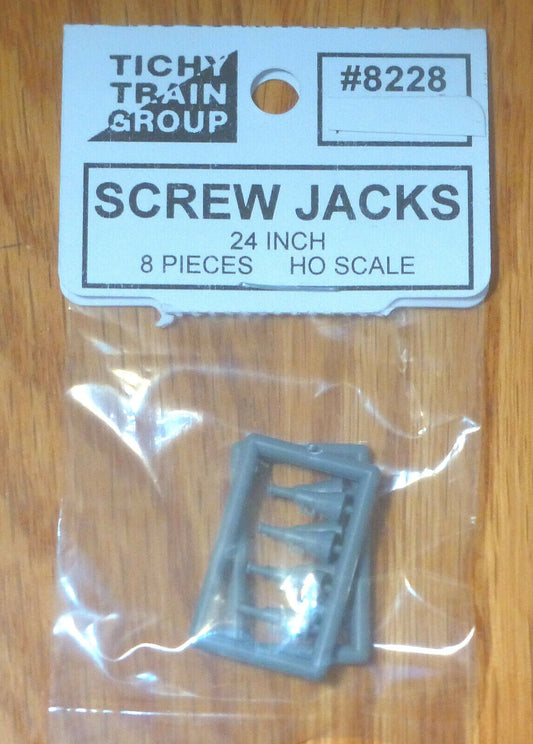 TICHY
TRAIN
GROUP
#8228
SCREW JACKS
24 INCH
8 PIECES HO SCALE